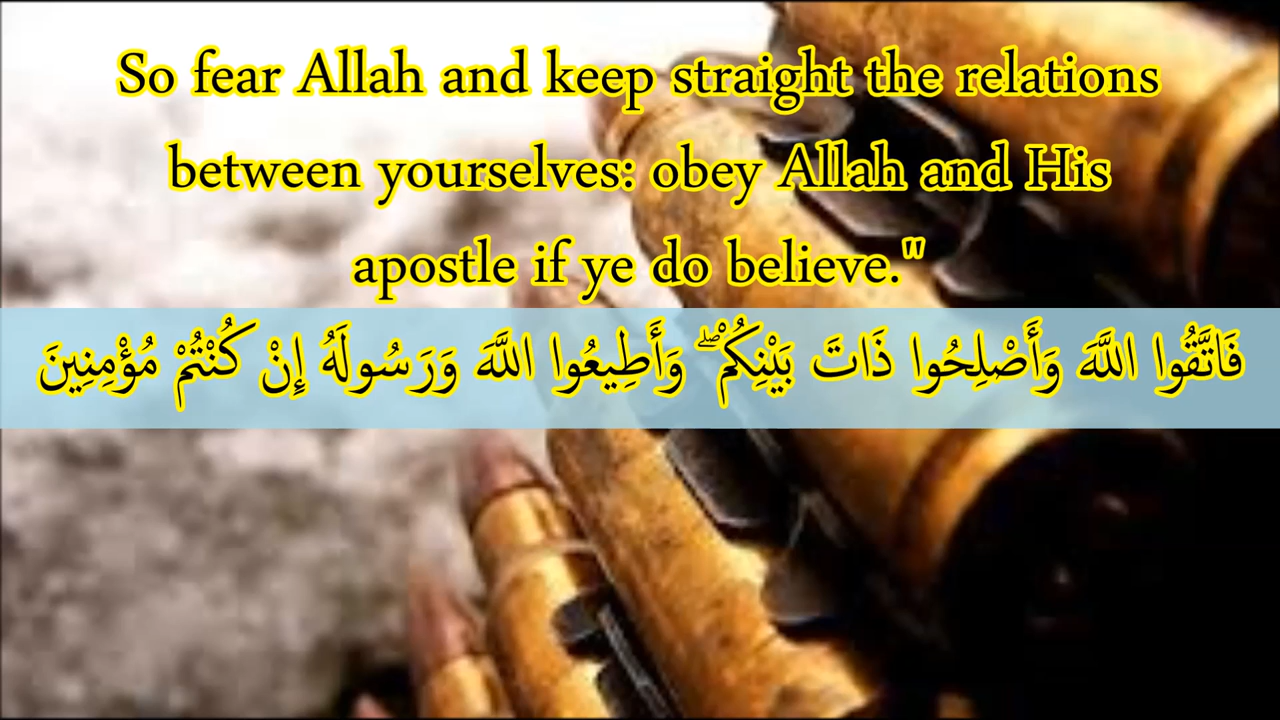 So fear Allah and keep straight the relations
between yourselves: obey Allah and His
apostle if ye do believe."
فَاتَّقُوا اللَّهَ وَأَصْلِحُوا ذَاتَ بَيْنِكُمْ ۖ وَأَطِيعُوا اللَّهَ وَرَسُولَهُ إِنْ كُنْتُمْ مُؤْمِنِينَ